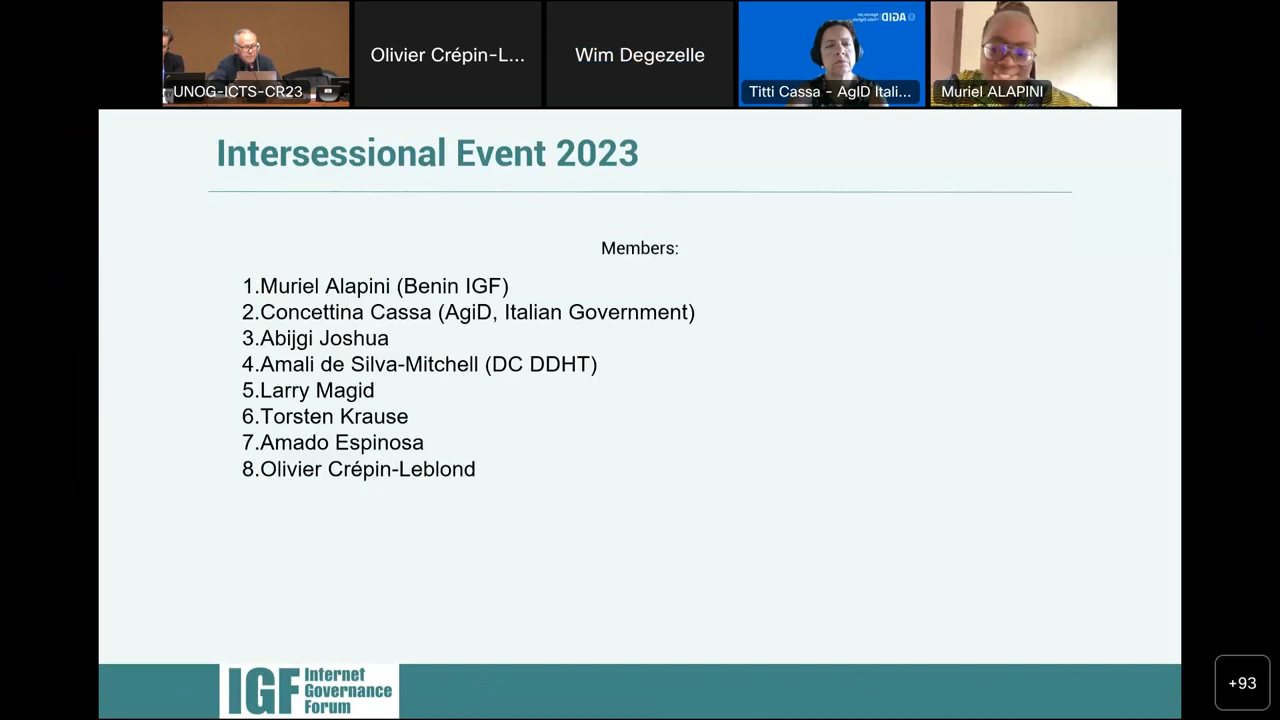 UNOG-ICTS-CR23
Olivier Crépin-L...
Wim Degezelle
AGID
Titti Cassa - AgID Itali...
Muriel ALAPINI
Intersessional Event 2023
Members:
1.Muriel Alapini (Benin IGF)
2.Concettina Cassa (AgiD, Italian Government)
3.Abijgi Joshua
4.Amali de Silva-Mitchell (DC DDHT)
5.Larry Magid
6.Torsten Krause
7.Amado Espinosa
8.Olivier Crépin-Leblond
IGF
Internet
Governance
Forum
+93